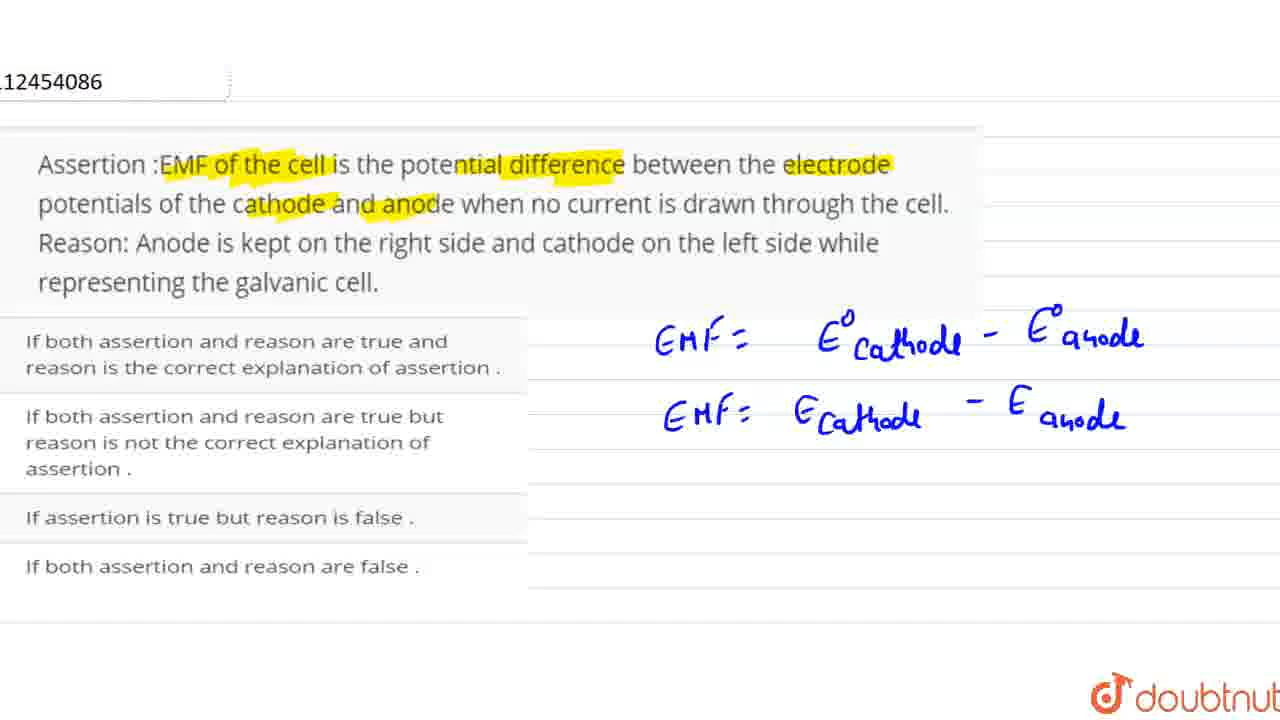 112454086
Assertion :EMF of the cell is the potential difference between the electrode
potentials of the cathode and anode when no current is drawn through the cell.
Reason: Anode is kept on the right side and cathode on the left side while
representing the galvanic cell.
If both assertion and reason are true and
reason is the correct explanation of assertion .
If both assertion and reason are true but
reason is not the correct explanation of
assertion .
If assertion is true but reason is false .
If both assertion and reason are false .
EMF = E° cathode - E° anode
EMF = E cathode - E anode
doubtnut